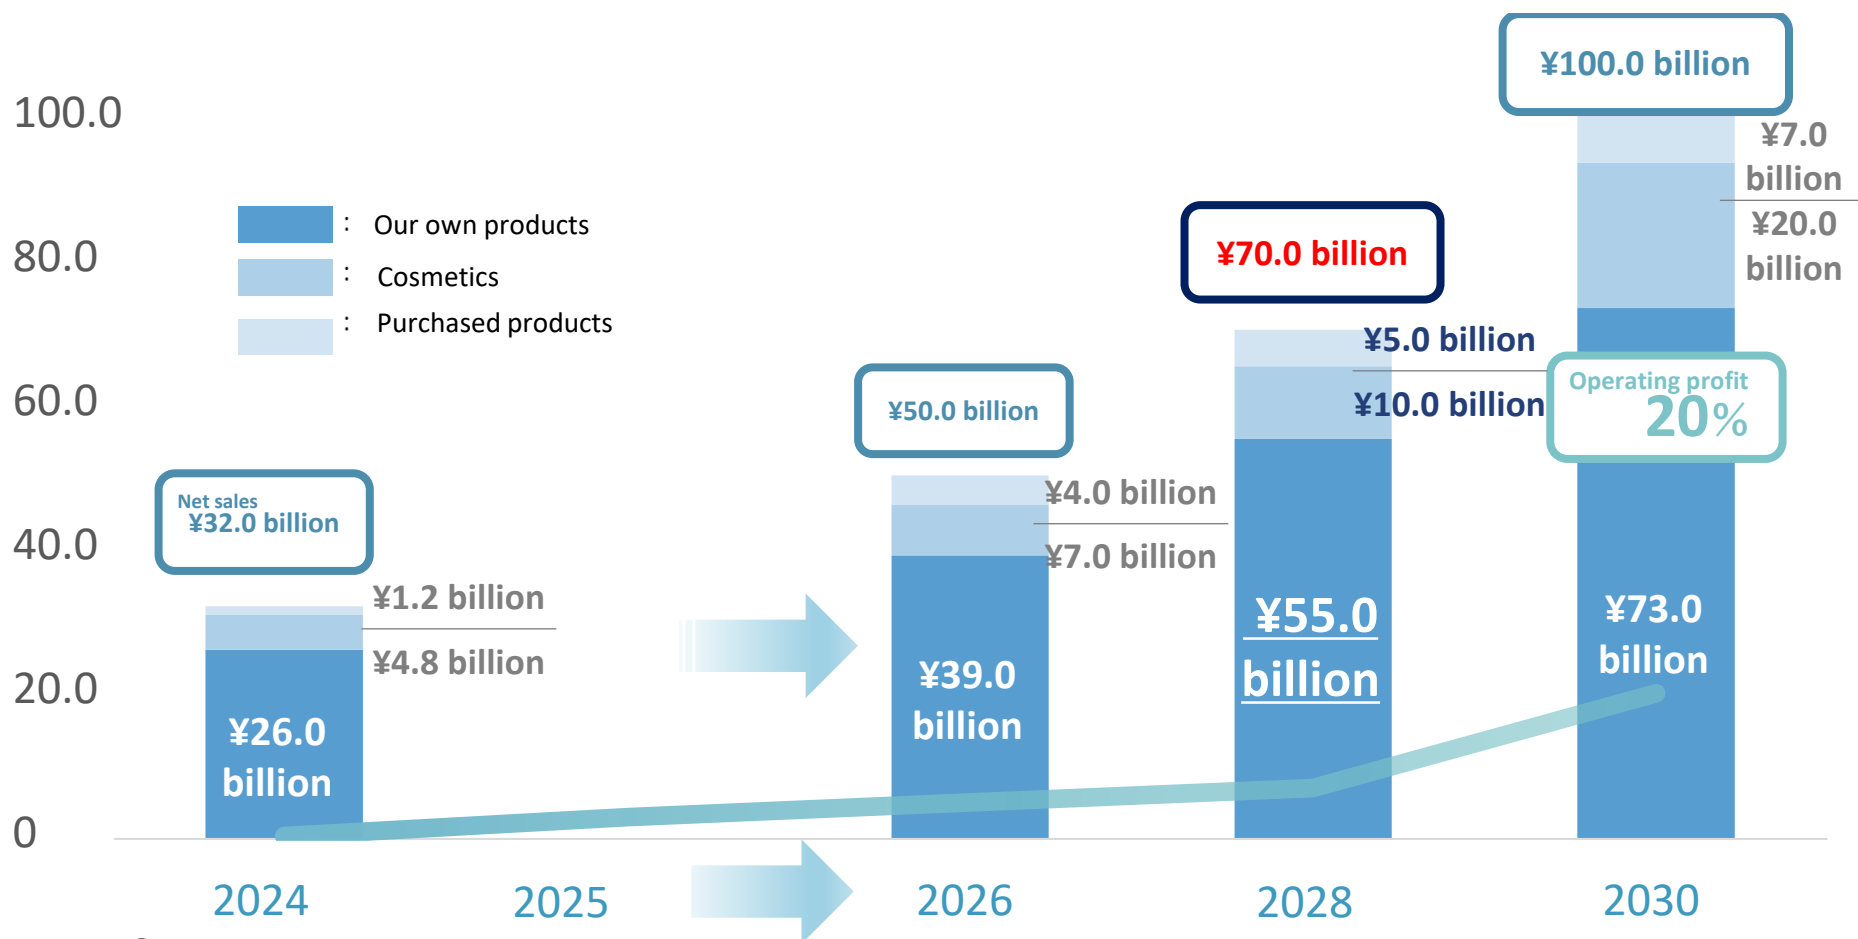 100.0
80.0
60.0
40.0
20.0
0
: Our own products
: Cosmetics
: Purchased products
Net sales
¥32.0 billion
¥1.2 billion
¥4.8 billion
¥26.0
billion
¥50.0 billion
¥4.0 billion
¥7.0 billion
¥39.0
billion
¥70.0 billion
¥5.0 billion
¥10.0 billion
¥55.0
billion
¥100.0 billion
¥7.0
billion
¥20.0
billion
Operating profit
20%
¥73.0
billion
2024
2025
2026
2028
2030